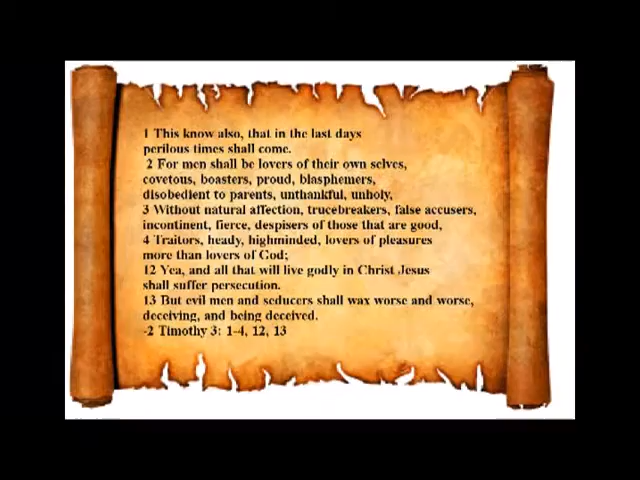 1 This know also, that in the last days
perilous times shall come.
2 For men shall be lovers of their own selves,
covetous, boasters, proud, blasphemers,
disobedient to parents, unthankful, unholy,
3 Without natural affection, trucebreakers, false accusers,
incontinent, fierce, despisers of those that are good,
4 Traitors, heady, highminded, lovers of pleasures
more than lovers of God;
12 Yea, and all that will live godly in Christ Jesus
shall suffer persecution.
13 But evil men and seducers shall wax worse and worse,
deceiving, and being deceived.
-2 Timothy 3: 1-4, 12, 13